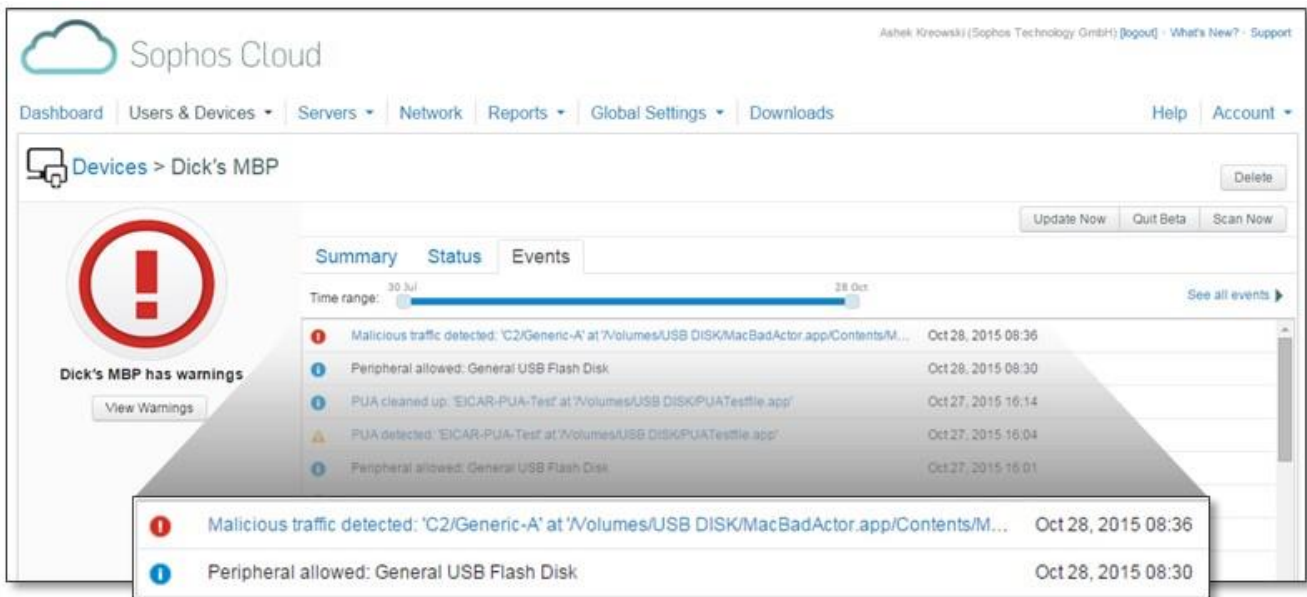 Sophos Cloud
Ashek Kreowski (Sophos Technology GmbH) [logout] · What's New? · Support
Dashboard Users & Devices Servers Network Reports Global Settings Downloads Help Account
Devices > Dick's MBP
Delete
Update Now Quit Beta Scan Now
Summary Status Events
Time range: 30 Jul 28 Oct See all events
Malicious traffic detected: 'C2/Generic-A' at '/Volumes/USB DISK/MacBadActor.app/Contents/M... Oct 28, 2015 08:36
Peripheral allowed: General USB Flash Disk Oct 28, 2015 08:30
PUA cleaned up: 'EICAR-PUA-Test' at '/Volumes/USB DISK/PUATestfile.app' Oct 27, 2015 16:14
PUA detected: 'EICAR-PUA-Test' at '/Volumes/USB DISK/PUATestfile.app' Oct 27, 2015 16:04
Peripheral allowed: General USB Flash Disk Oct 27, 2015 16:01
Dick's MBP has warnings
View Warnings
Malicious traffic detected: 'C2/Generic-A' at '/Volumes/USB DISK/MacBadActor.app/Contents/M... Oct 28, 2015 08:36
Peripheral allowed: General USB Flash Disk Oct 28, 2015 08:30